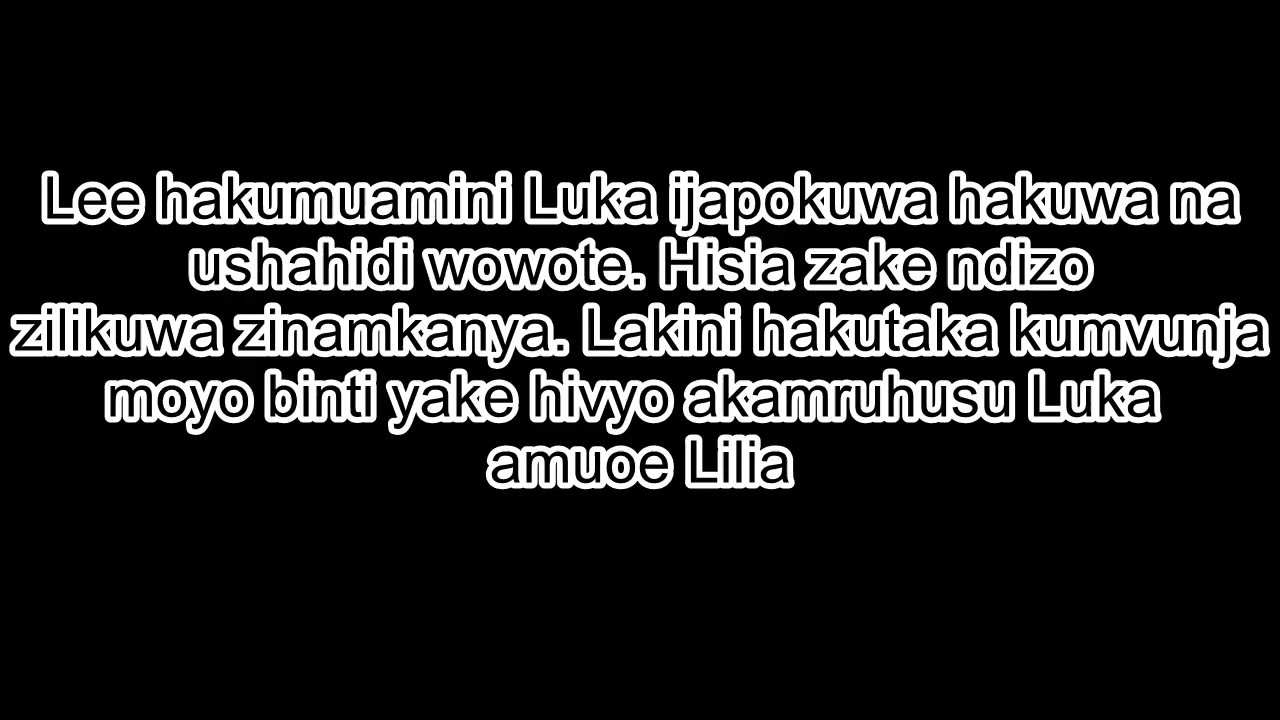 Lee hakumuamini Luka ijapokuwa hakuwa na
ushahidi wowote. Hisia zake ndizo
zilikuwa zinamkanya. Lakini hakutaka kumvunja
moyo binti yake hivyo akamruhusu Luka
amuoe Lilia